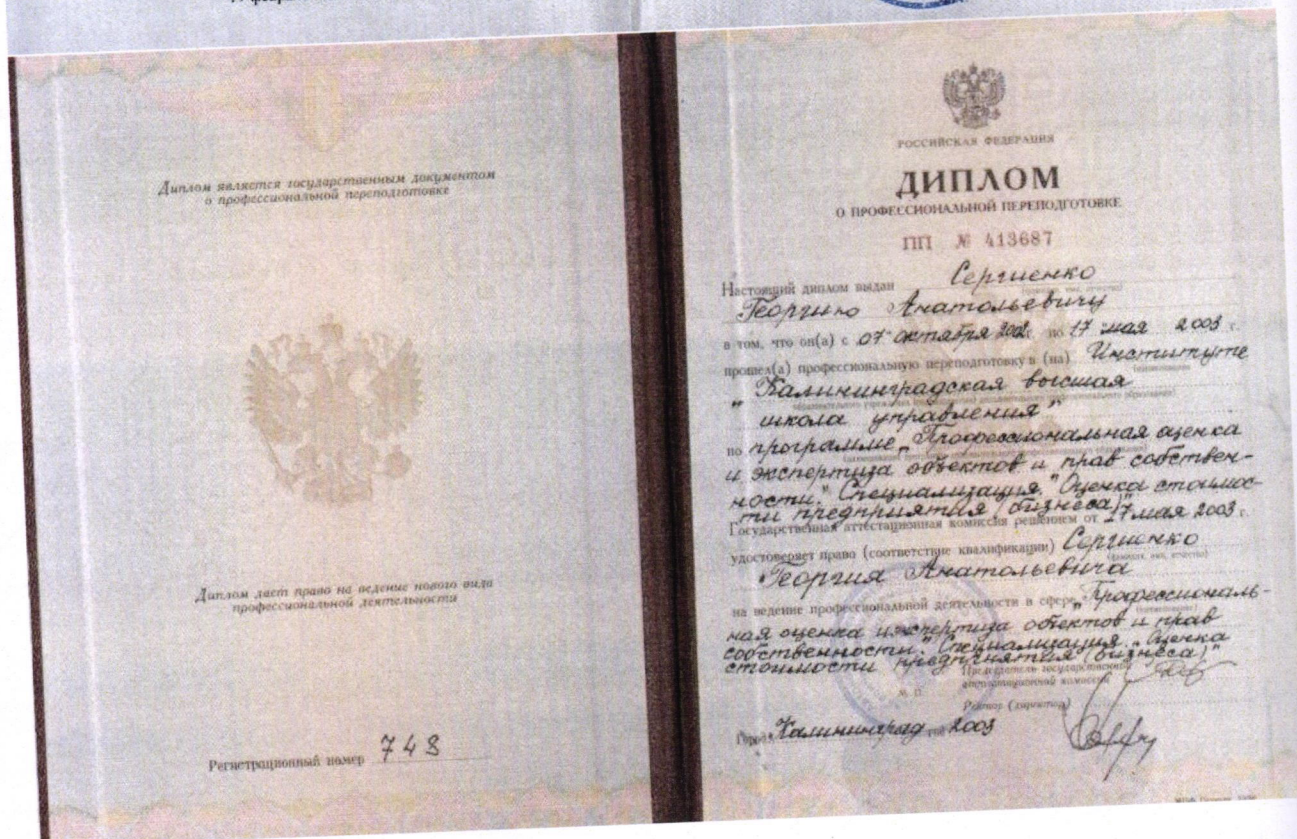 Диплом является государственным документом
о профессиональной переподготовке
Диплом дает право на ведение нового вида
профессиональной деятельности
Регистрационный номер 748
РОССИЙСКАЯ ФЕДЕРАЦИЯ
ДИПЛОМ
О ПРОФЕССИОНАЛЬНОЙ ПЕРЕПОДГОТОВКЕ
ПП № 413687
Настоящий диплом выдан Сергиенко
Георгию Анатольевичу
в том, что он(а) с 07 октября 2002 г. по 17 мая 2003 г.
прошел(а) профессиональную переподготовку в (на) Институте
"Калининградская высшая
школа управления"
по программе „Профессиональная оценка
и экспертиза объектов и прав собствен-
ности." Специализация „Оценка стоимос-
ти предприятия (бизнеса)"
Государственная аттестационная комиссия решением от 17 мая 2003 г.
удостоверяет право (соответствие квалификации) Сергиенко
(фамилия, имя, отчество)
Георгия Анатольевича
на ведение профессиональной деятельности в сфере „Профессиональ-
ная оценка и экспертиза объектов и прав
собственности." Специализация „Оценка
стоимости предприятия (бизнеса)"
Председатель государственной
аттестационной комиссии
М. П.
Ректор (директор)
Город Калининград год 2003